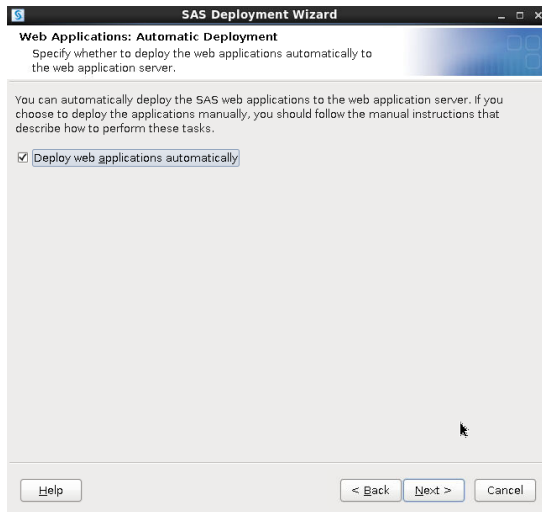 SAS Deployment Wizard
Web Applications: Automatic Deployment
Specify whether to deploy the web applications automatically to
the web application server.
You can automatically deploy the SAS web applications to the web application server. If you
choose to deploy the applications manually, you should follow the manual instructions that
describe how to perform these tasks.
Deploy web applications automatically
Help
< Back
Next >
Cancel